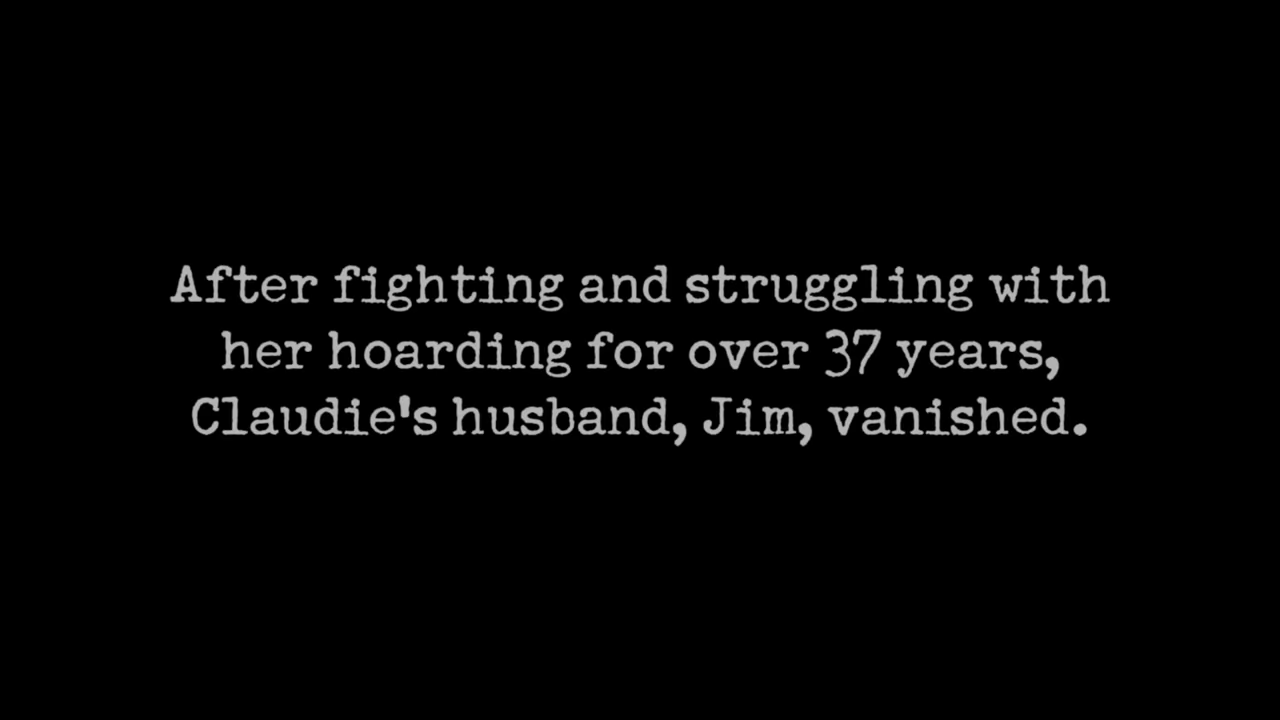 After fighting and struggling with
her hoarding for over 37 years,
Claudie's husband, Jim, vanished.